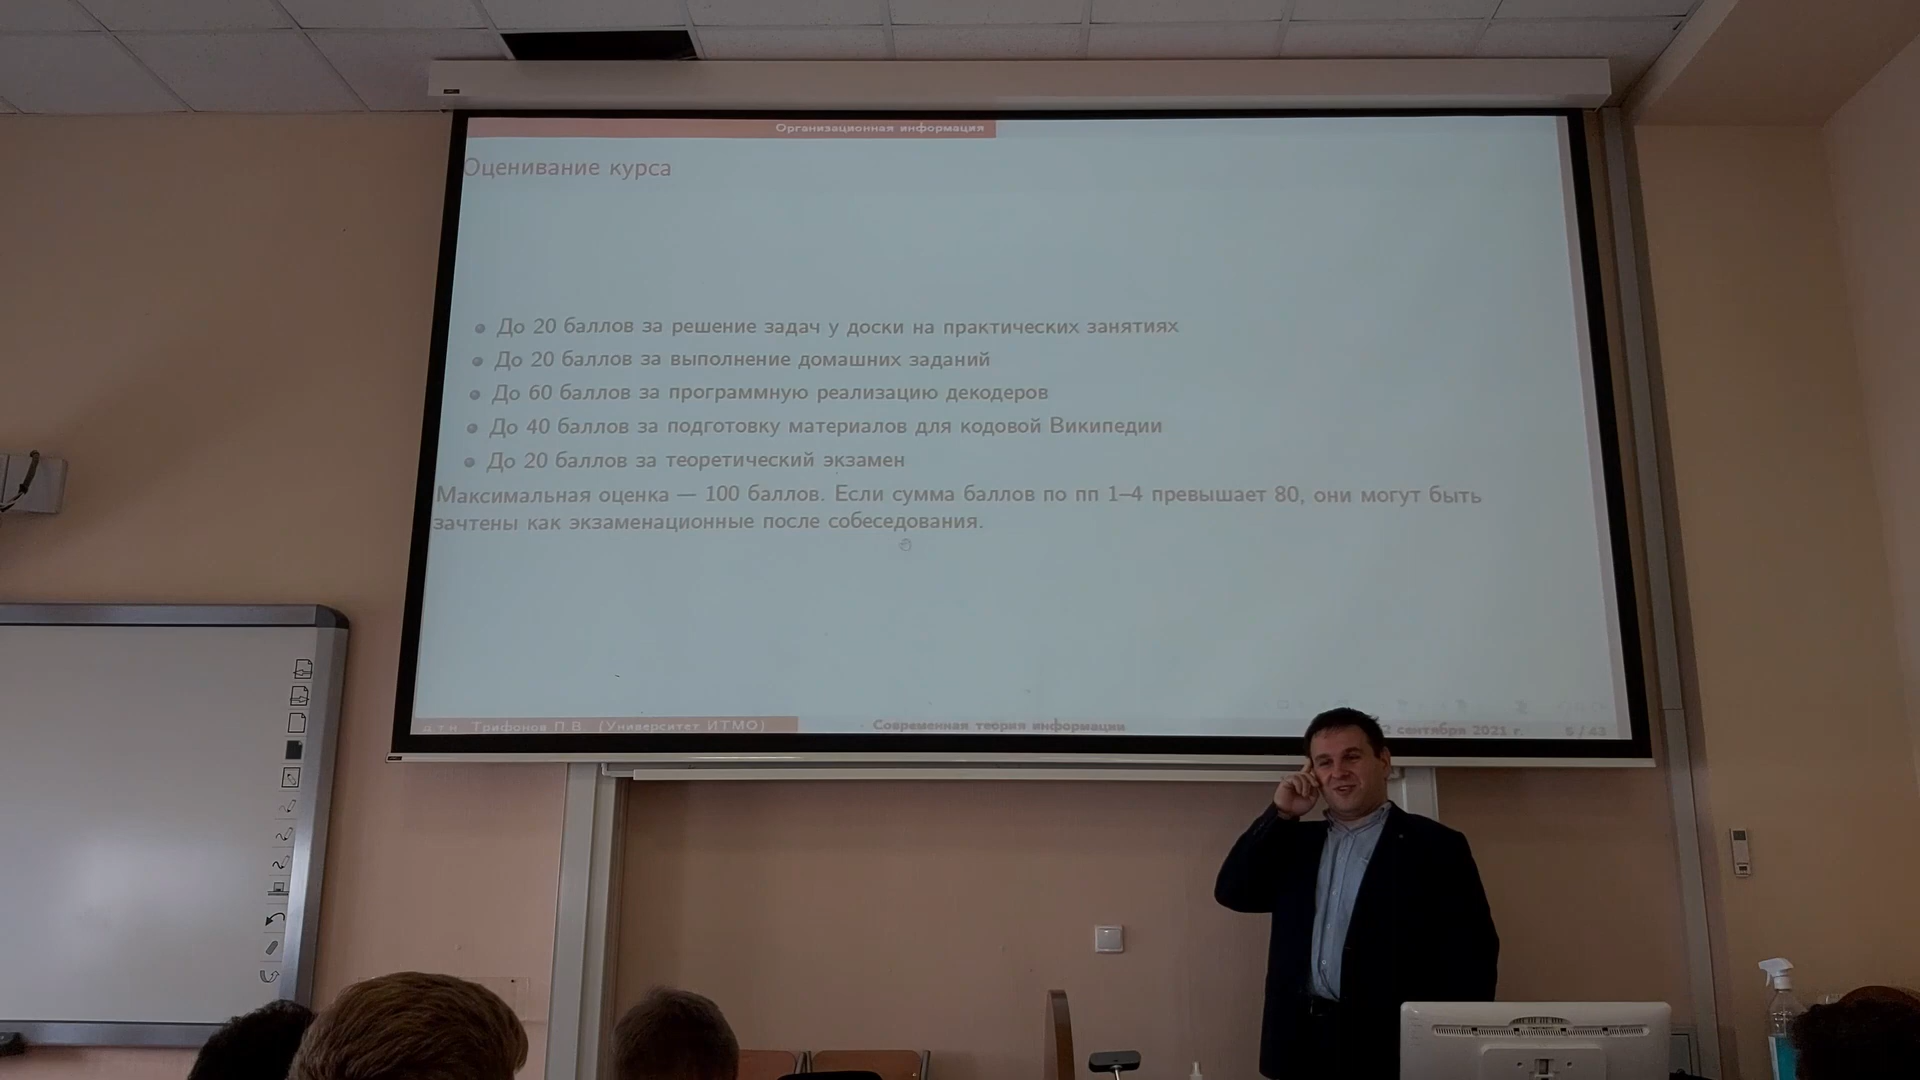 Организационная информация
Оценивание курса
До 20 баллов за решение задач у доски на практических занятиях
До 20 баллов за выполнение домашних заданий
До 60 баллов за программную реализацию декодеров
До 40 баллов за подготовку материалов для кодовой Википедии
До 20 баллов за теоретический экзамен
Максимальная оценка — 100 баллов. Если сумма баллов по пп 1–4 превышает 80, они могут быть
зачтены как экзаменационные после собеседования.
д.т.н. Трифонов П.В. (Университет ИТМО) Современная теория информации 2 сентября 2021 г. 5 / 43